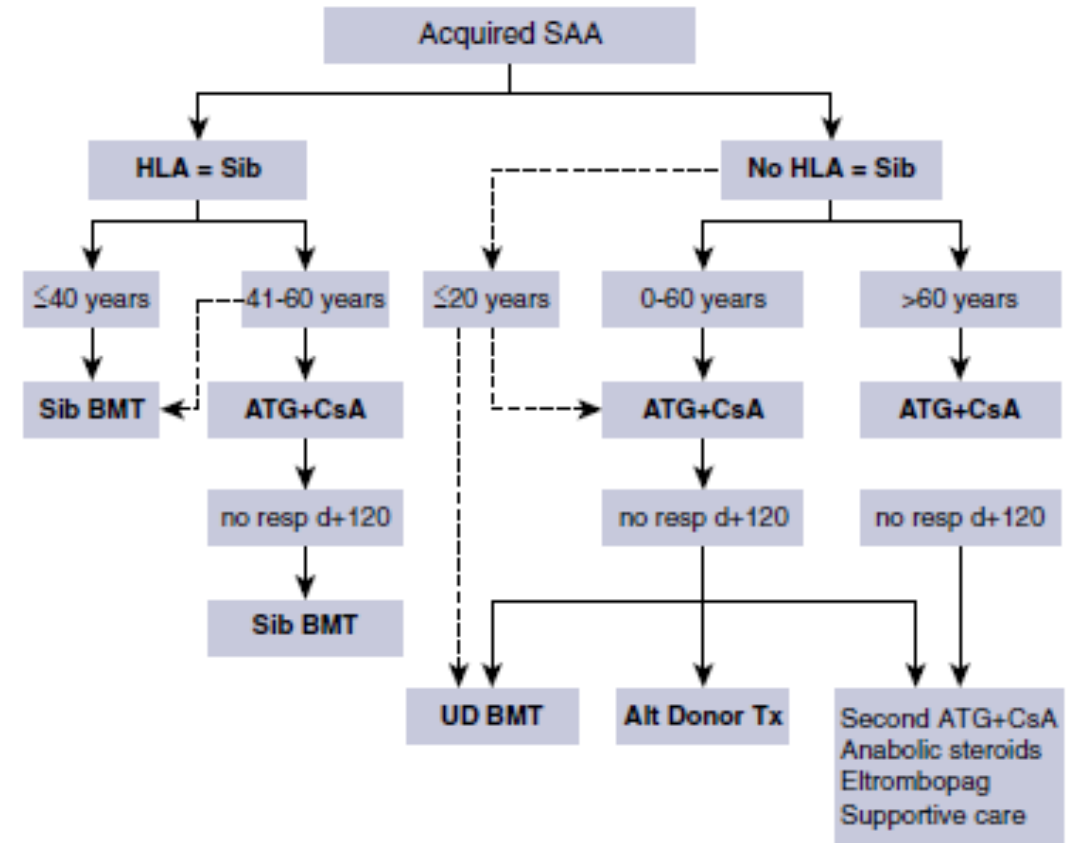 Acquired SAA
HLA = Sib
No HLA = Sib
≤40 years
41-60 years
≤20 years
0-60 years
>60 years
Sib BMT
ATG+CsA
ATG+CsA
ATG+CsA
no resp d+120
no resp d+120
no resp d+120
Sib BMT
UD BMT
Alt Donor Tx
Second ATG+CsA
Anabolic steroids
Eltrombopag
Supportive care